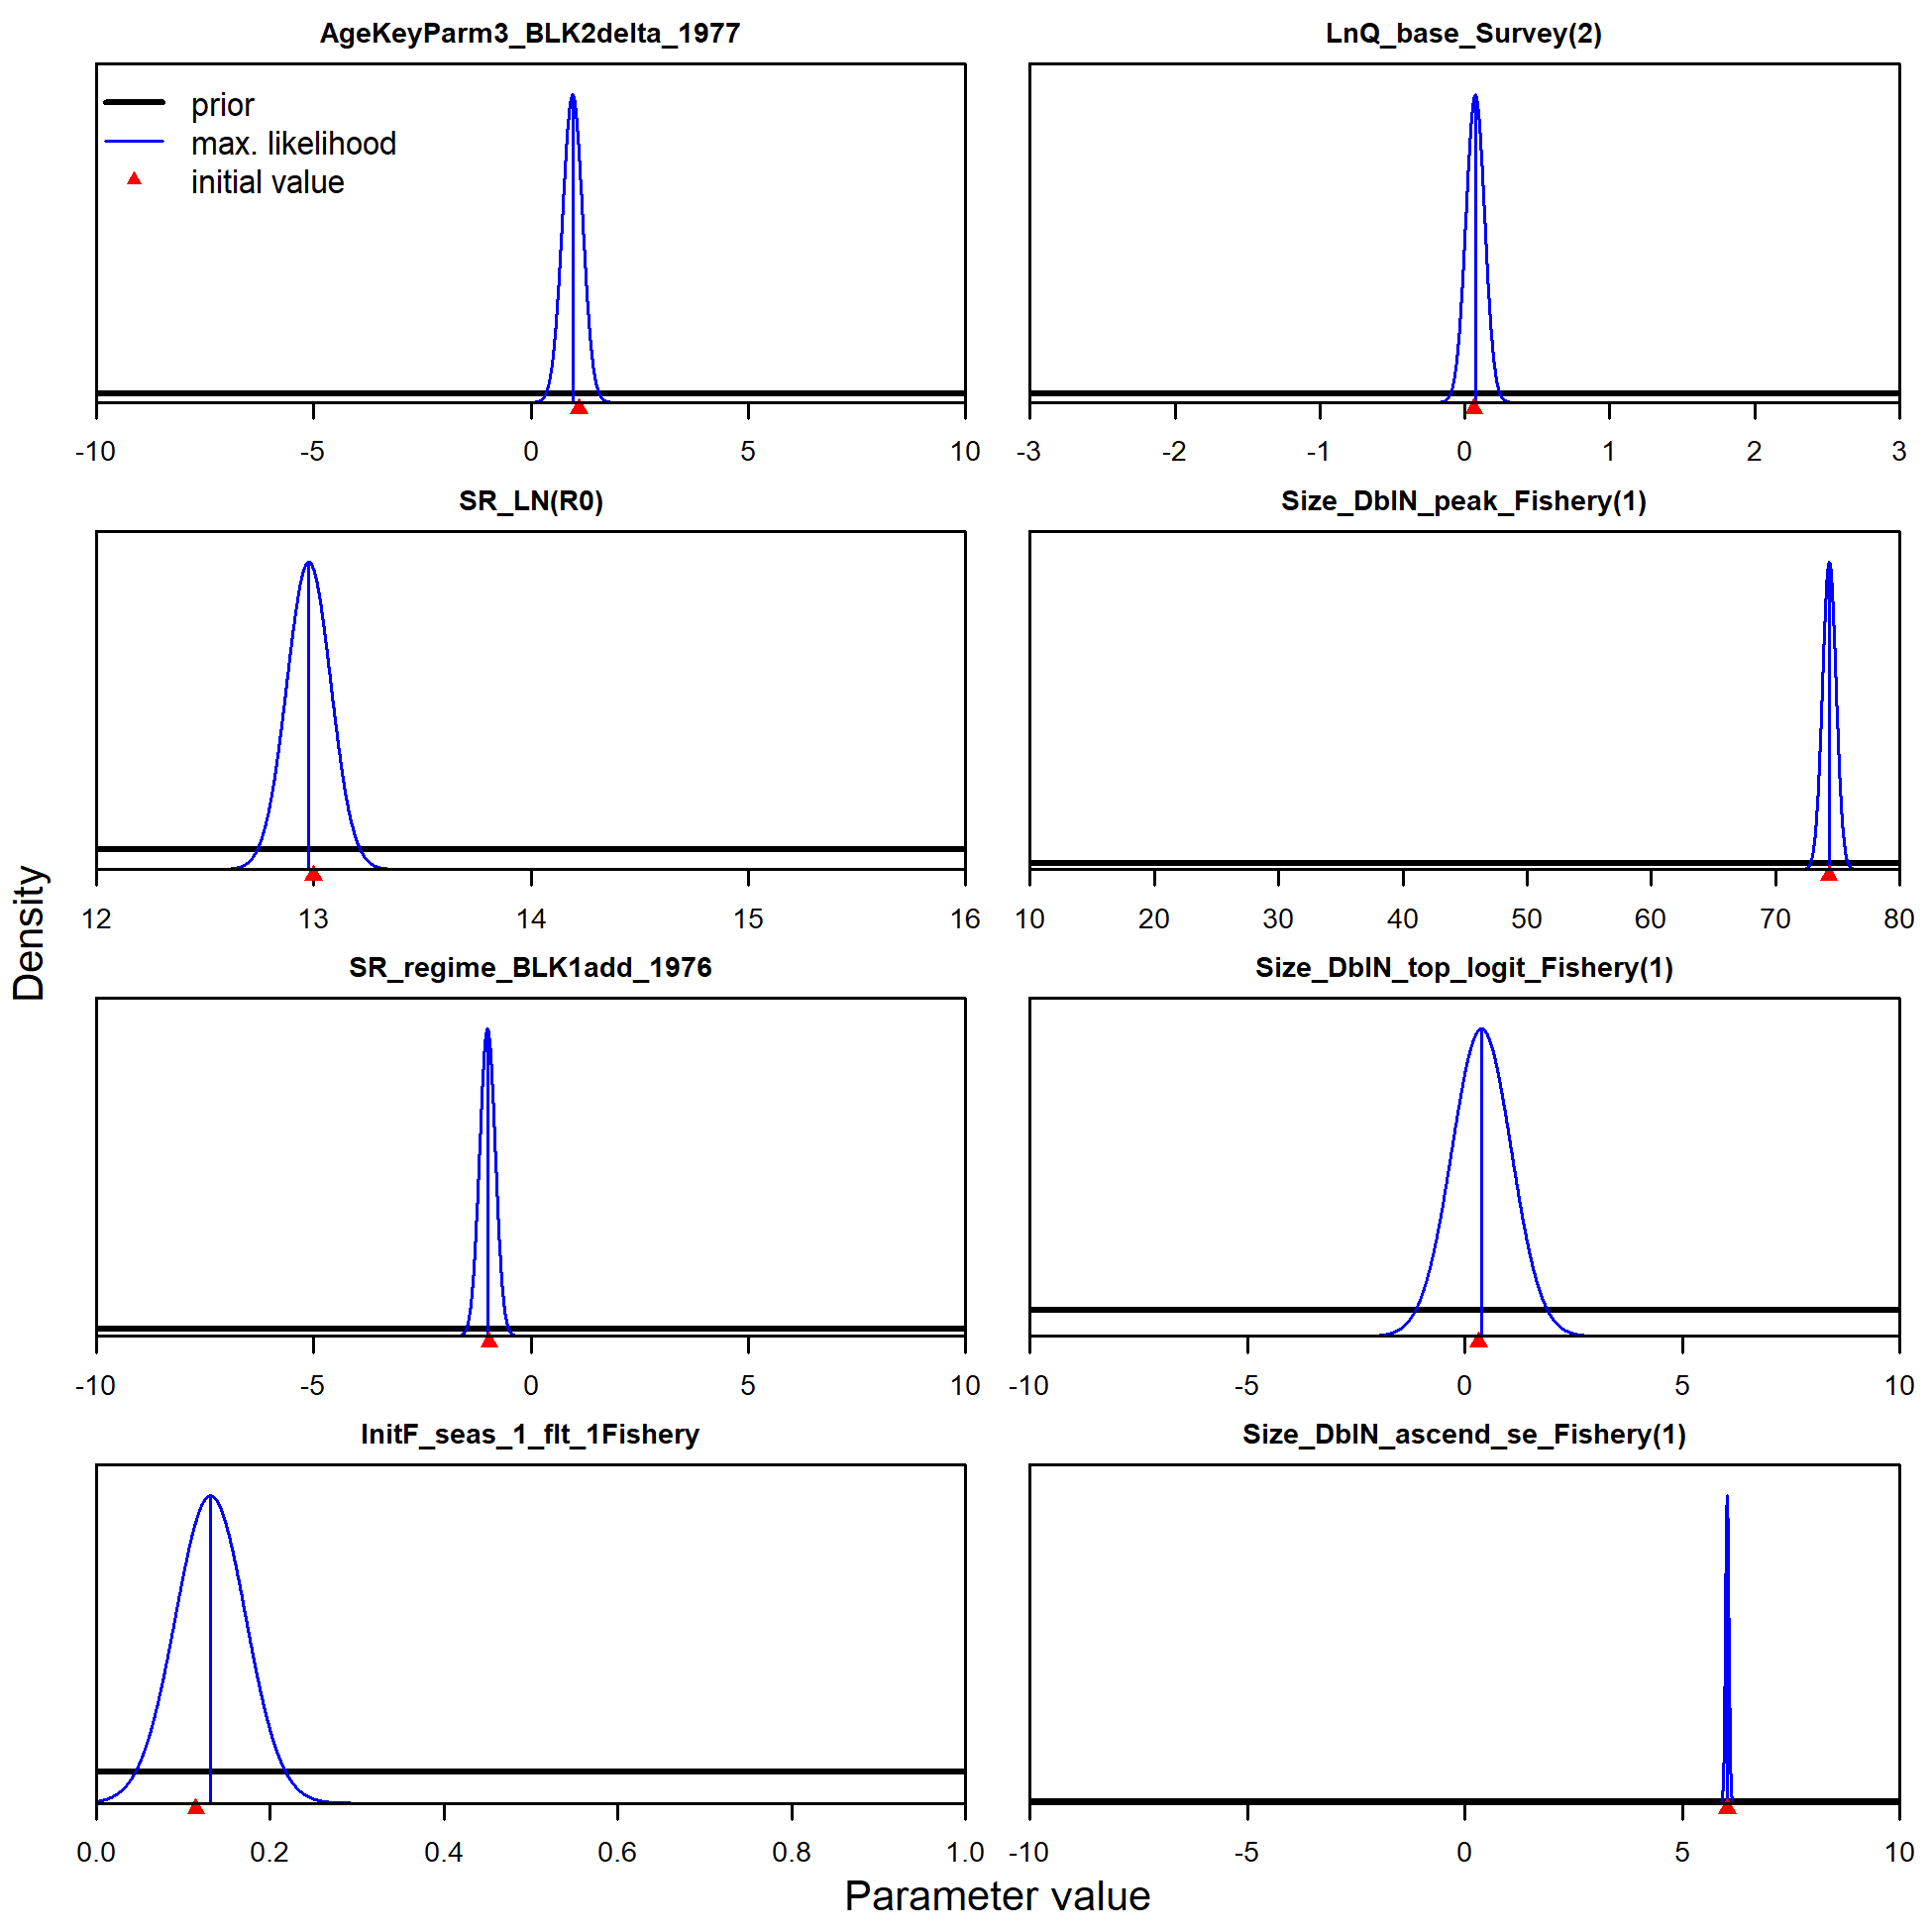 AgeKeyParm3_BLK2delta_1977
prior
max. likelihood
initial value
-10 -5 0 5 10
LnQ_base_Survey(2)
-3 -2 -1 0 1 2 3
SR_LN(R0)
12 13 14 15 16
Size_DblN_peak_Fishery(1)
10 20 30 40 50 60 70 80
SR_regime_BLK1add_1976
-10 -5 0 5 10
Size_DblN_top_logit_Fishery(1)
-10 -5 0 5 10
InitF_seas_1_flt_1Fishery
0.0 0.2 0.4 0.6 0.8 1.0
Size_DblN_ascend_se_Fishery(1)
-10 -5 0 5 10
Density
Parameter value